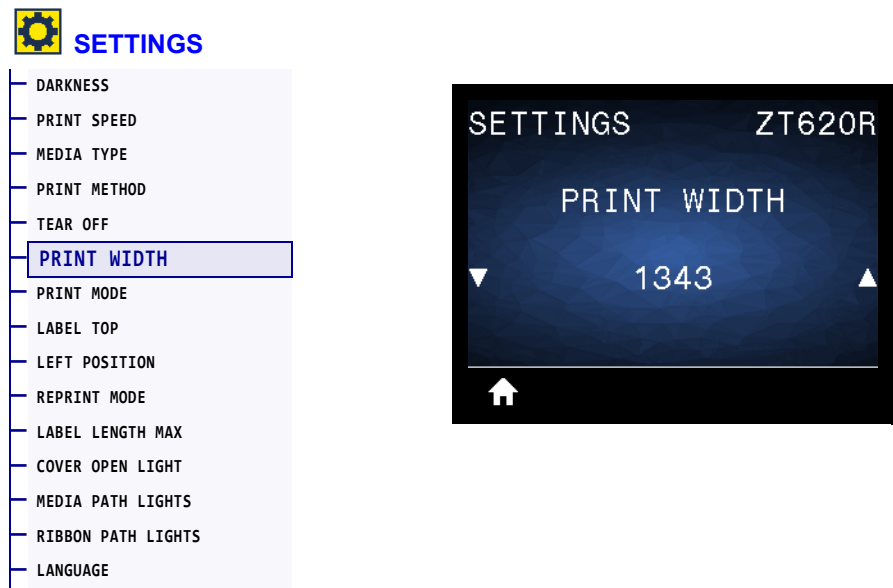 SETTINGS
DARKNESS
PRINT SPEED
MEDIA TYPE
PRINT METHOD
TEAR OFF
PRINT WIDTH
PRINT MODE
LABEL TOP
LEFT POSITION
REPRINT MODE
LABEL LENGTH MAX
COVER OPEN LIGHT
MEDIA PATH LIGHTS
RIBBON PATH LIGHTS
LANGUAGE
SETTINGS ZT620R
PRINT WIDTH
1343